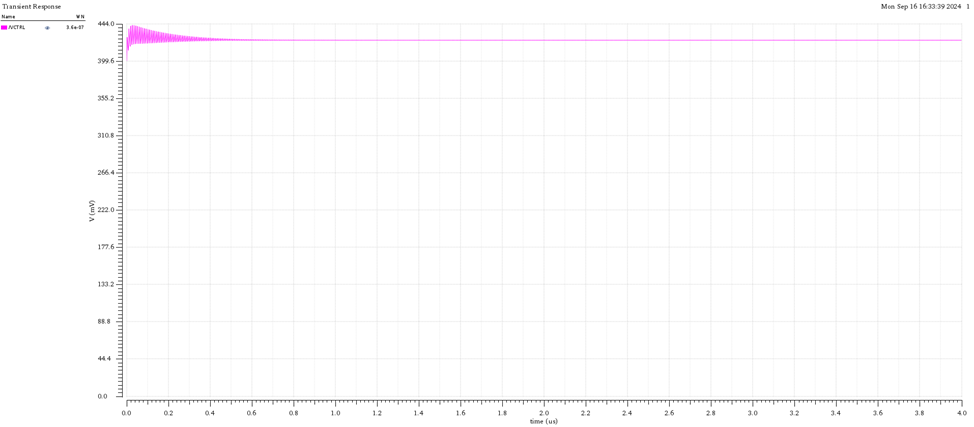 Transient Response
Mon Sep 16 16:33:39 2024 1
Name WN
/VCTRL 3.6e-07
444.0
399.6
355.2
310.8
266.4
222.0
177.6
133.2
88.8
44.4
0.0
V (mV)
0.0 0.2 0.4 0.6 0.8 1.0 1.2 1.4 1.6 1.8 2.0 2.2 2.4 2.6 2.8 3.0 3.2 3.4 3.6 3.8 4.0
time (us)